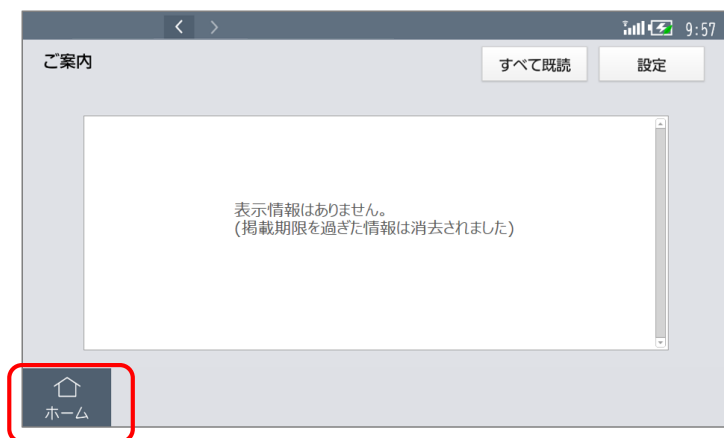 9:57
ご案内
すべて既読
設定
表示情報はありません。
(掲載期限を過ぎた情報は消去されました)
ホーム